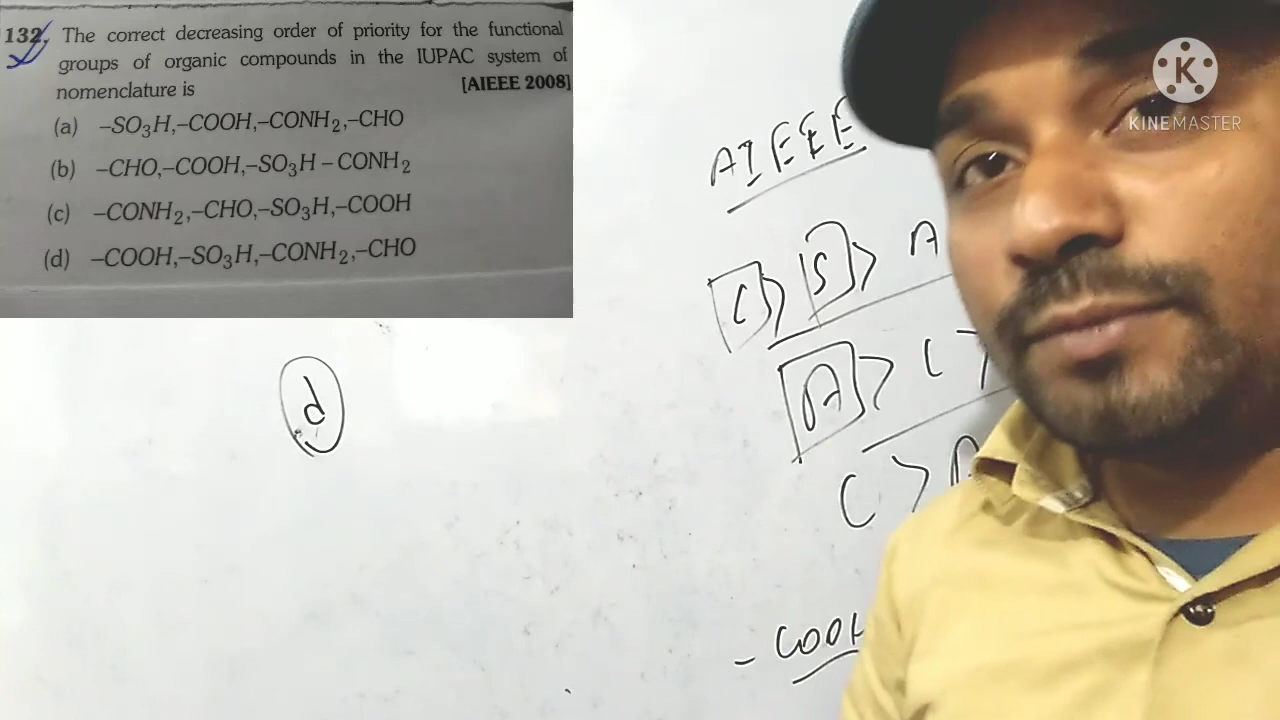 132. The correct decreasing order of priority for the functional
groups of organic compounds in the IUPAC system of
nomenclature is [AIEEE 2008]
(a) –SO₃H,–COOH,–CONH₂,–CHO
(b) –CHO,–COOH,–SO₃H – CONH₂
(c) –CONH₂,–CHO,–SO₃H,–COOH
(d) –COOH,–SO₃H,–CONH₂,–CHO
K
KINEMASTER
AIEEE
C > S > A
A > C >
C >
d
– COOH